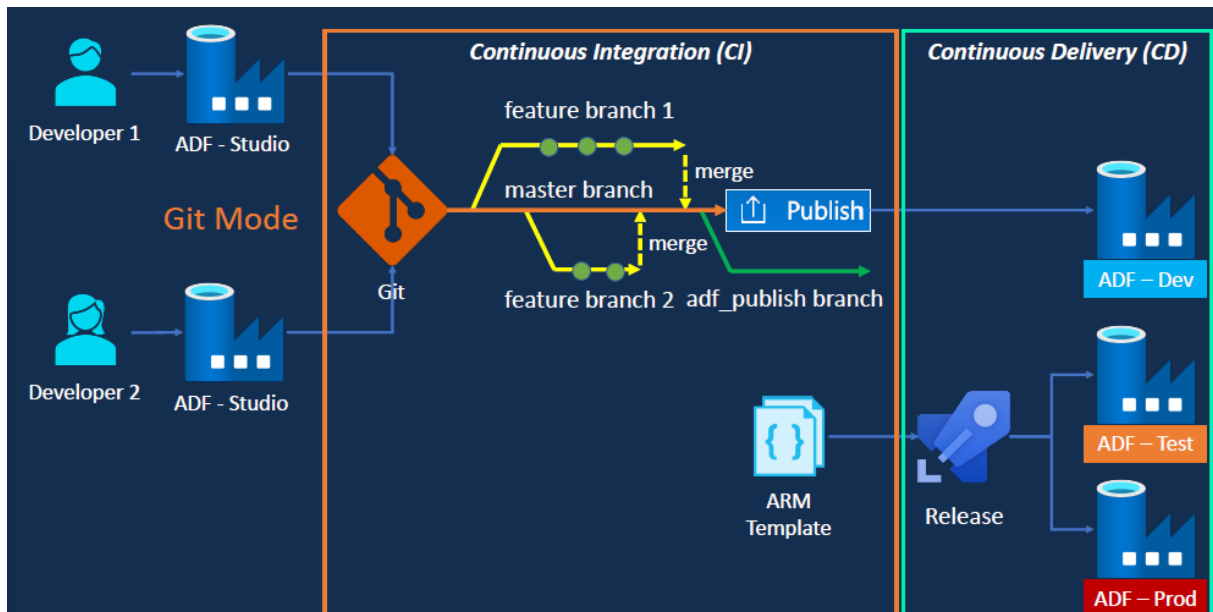 Continuous Integration (CI)
Continuous Delivery (CD)
Developer 1
ADF - Studio
feature branch 1
merge
master branch
Publish
Git Mode
merge
Git
feature branch 2
adf_publish branch
ADF – Dev
Developer 2
ADF - Studio
ARM
Template
Release
ADF – Test
ADF – Prod